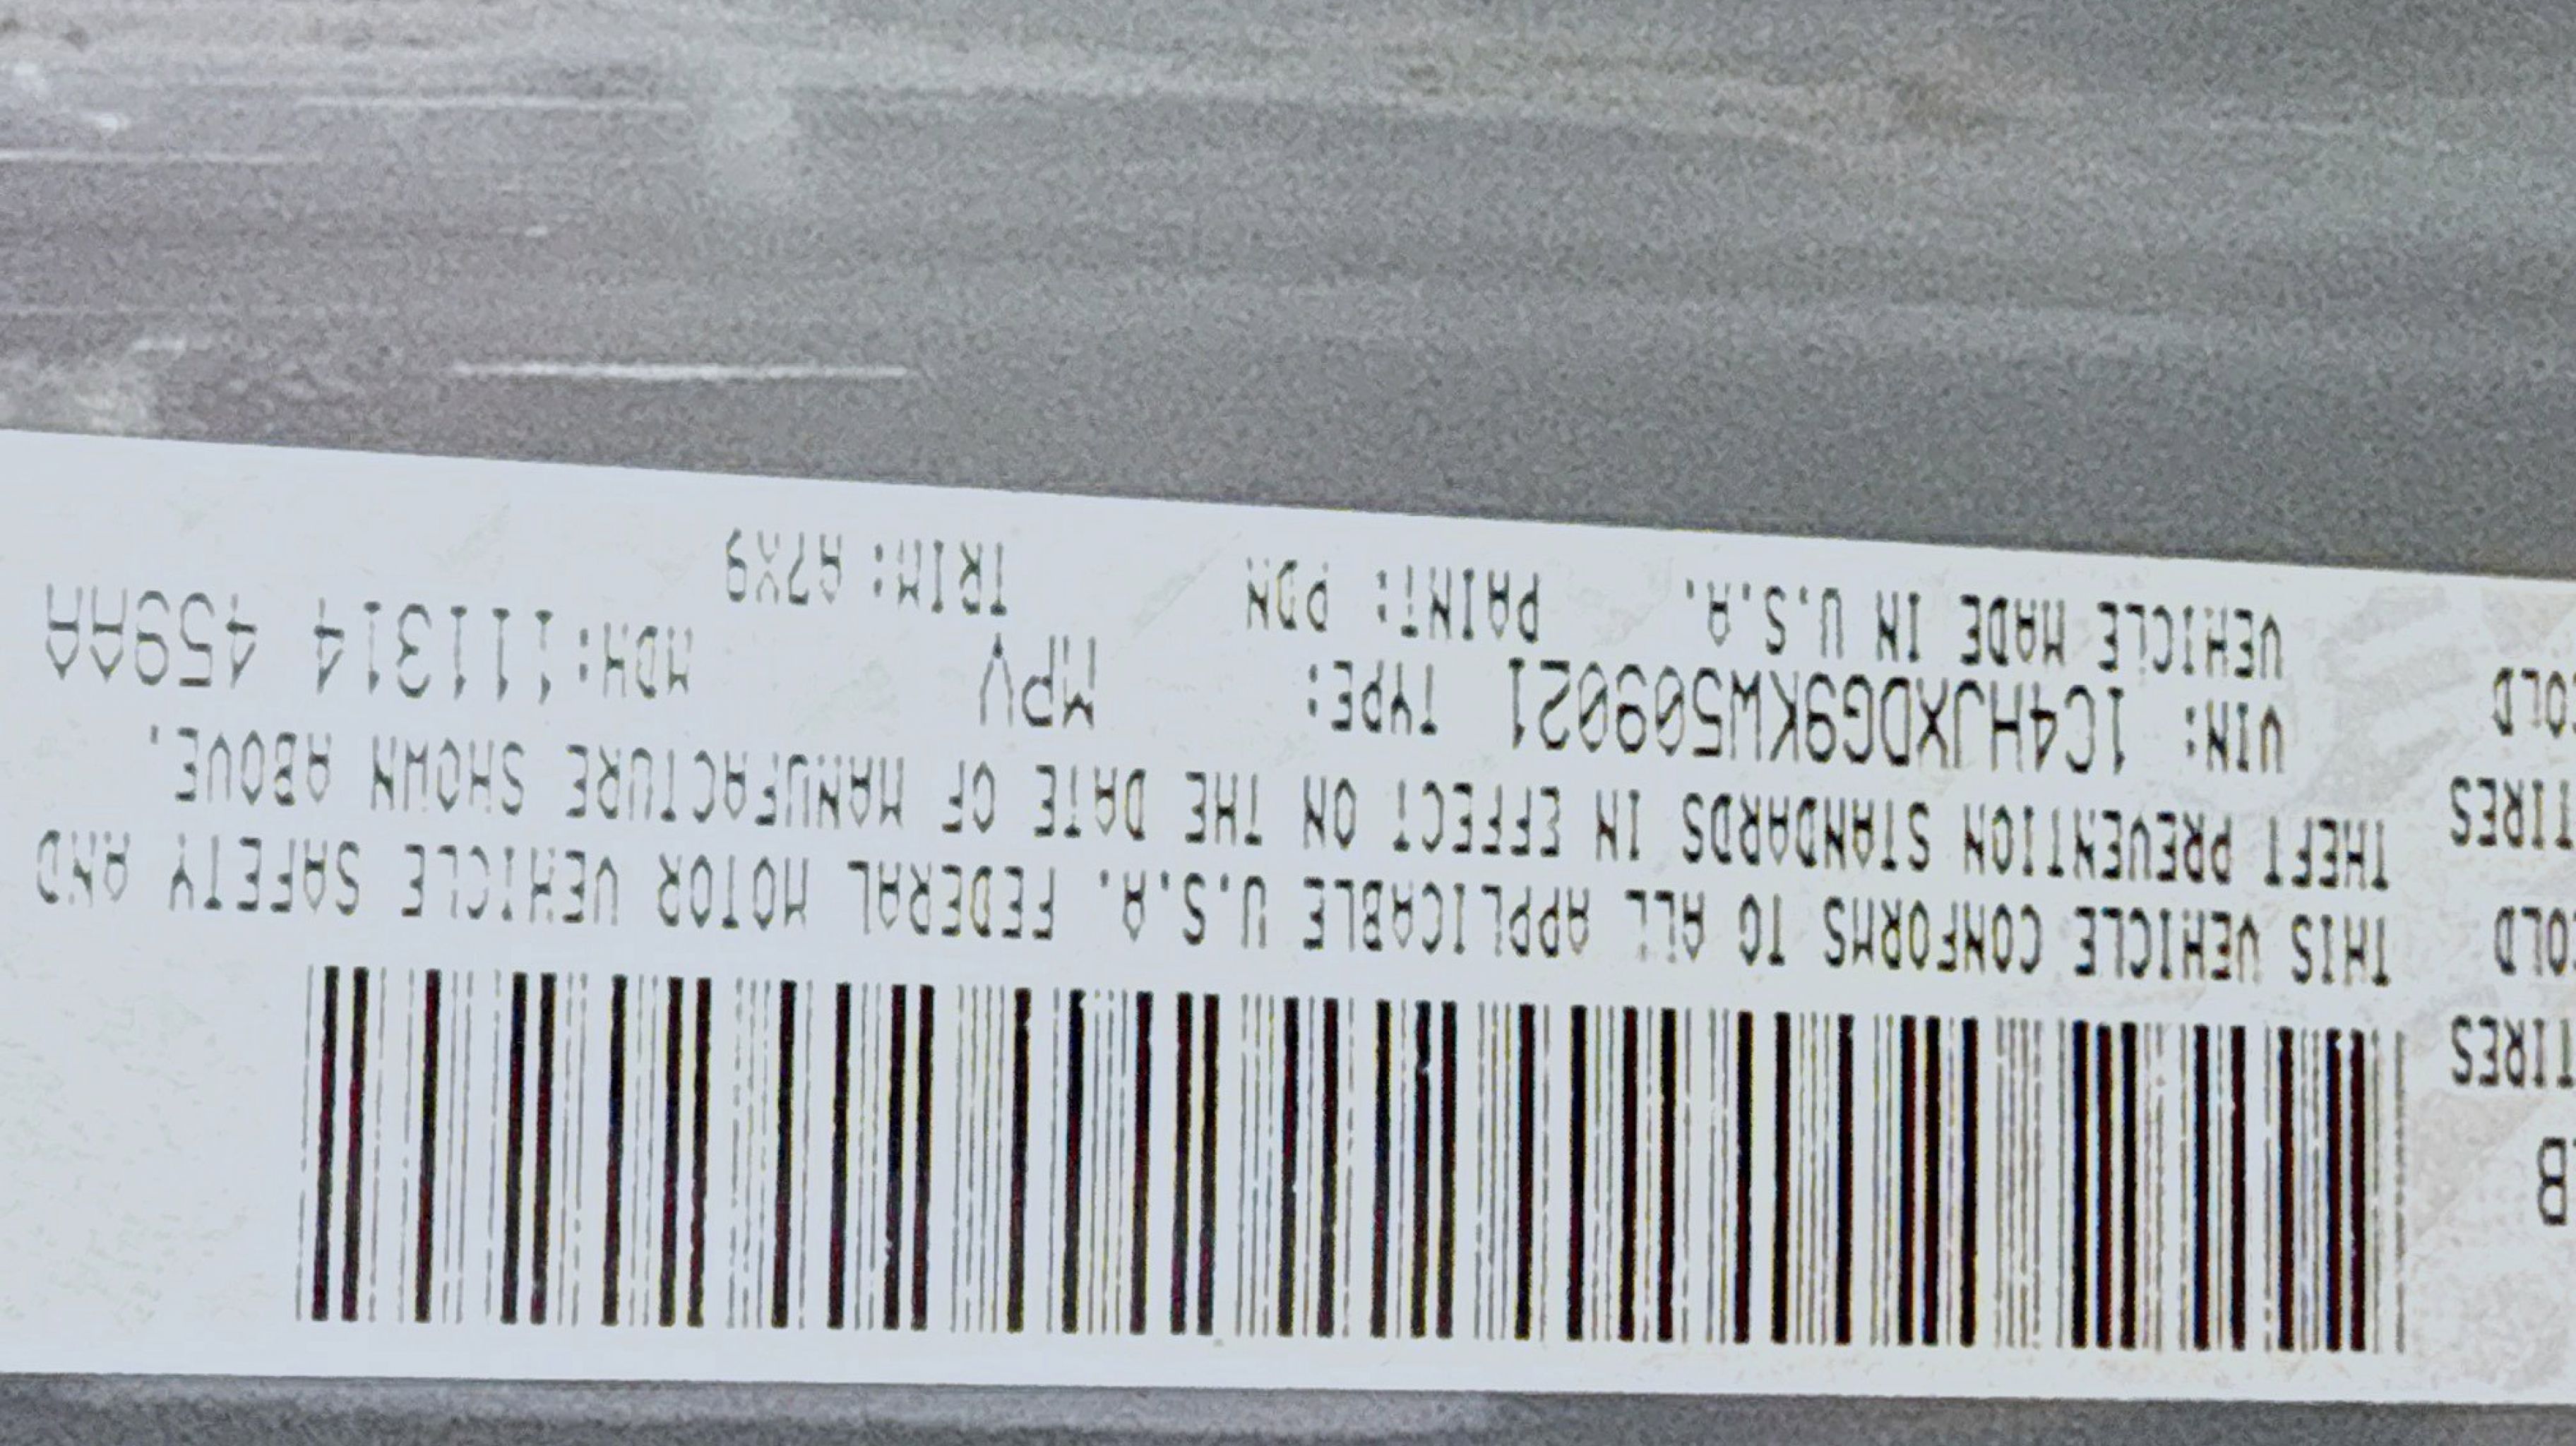 TIRES
THIS VEHICLE CONFORMS TO ALL APPLICABLE U.S.A. FEDERAL MOTOR VEHICLE SAFETY AND
TIRES
THEFT PREVENTION STANDARDS IN EFFECT ON THE DATE OF MANUFACTURE SHOWN ABOVE.
VIN: 1C4HJXDG9KW509021 TYPE: MPV MDH:111314 459AA
VEHICLE MADE IN U.S.A. PAINT: PDN TRIM: A7X9